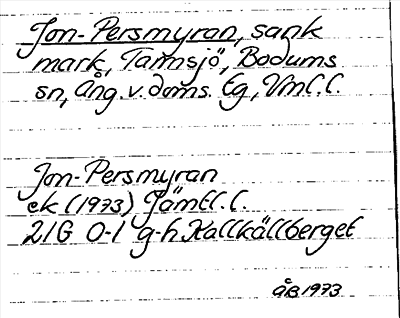 Jon-Persmyran, sank
mark, Tannsjö, Bodums
sn, Ång. v. doms. Eg, Vml. l.
Jon-Persmyran
ek (1973) Jämtl. l.
21G 0-1 g-h Kallkällberget
ÅB 1973